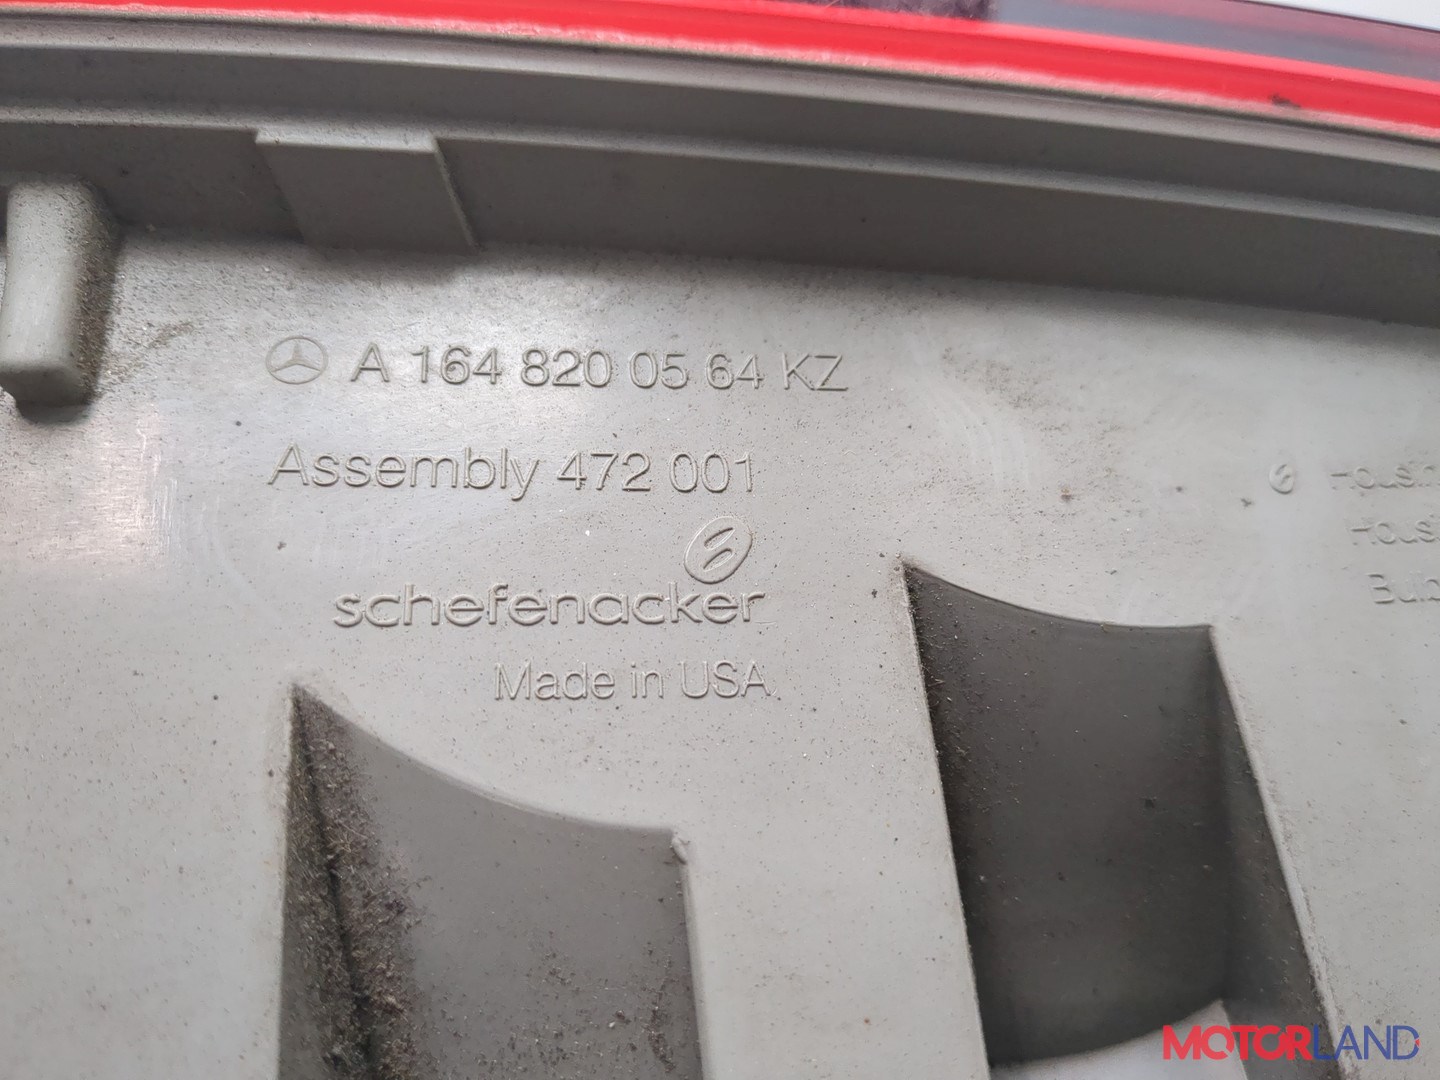 A 164 820 05 64 KZ
Assembly 472 001
schefenacker
Made in USA
MOTORLAND